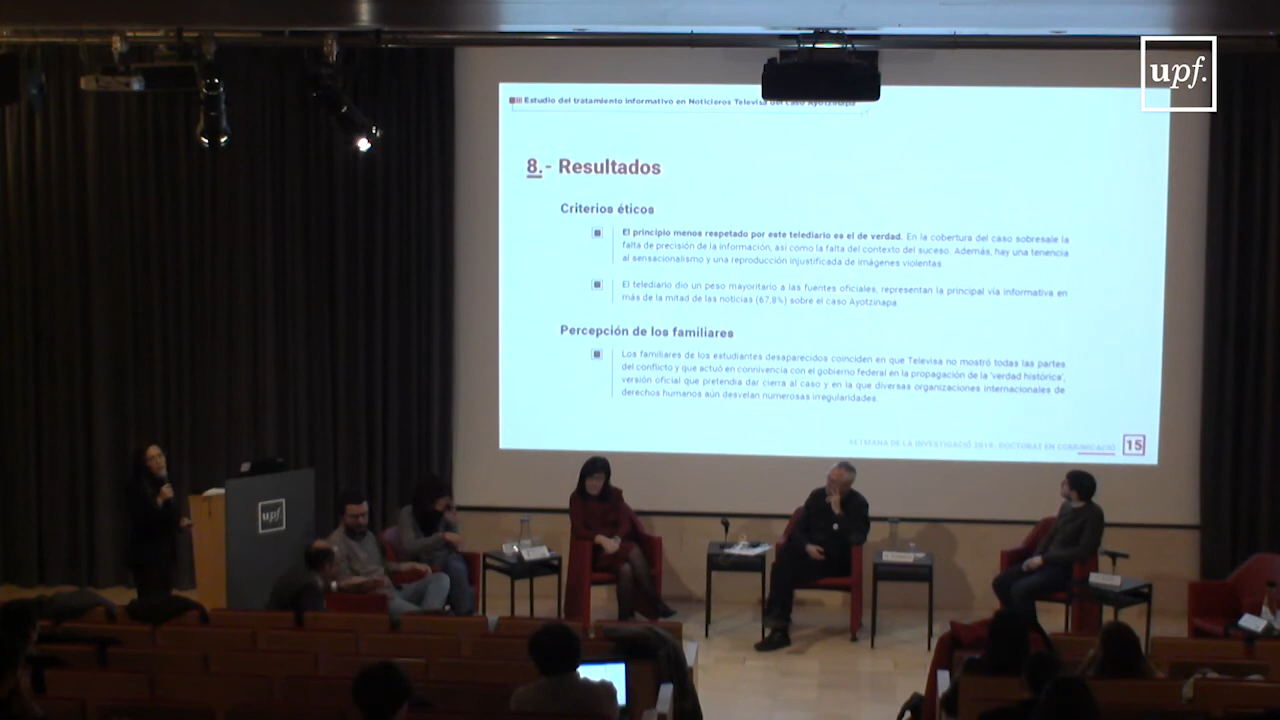 upf.
Estudio del tratamiento informativo en Noticieros Televisa del caso Ayotzinapa
8.- Resultados
Criterios éticos
El principio menos respetado por este telediario es el de verdad. En la cobertura del caso sobresale la
falta de precisión de la información, así como la falta del contexto del suceso. Además, hay una tenencia
al sensacionalismo y una reproducción injustificada de imágenes violentas.
El telediario dio un peso mayoritario a las fuentes oficiales, representan la principal vía informativa en
más de la mitad de las noticias (67,8%) sobre el caso Ayotzinapa.
Percepción de los familiares
Los familiares de los estudiantes desaparecidos coinciden en que Televisa no mostró todas las partes
del conflicto y que actuó en connivencia con el gobierno federal en la propagación de la 'verdad histórica',
versión oficial que pretendía dar cierra al caso y en la que diversas organizaciones internacionales de
derechos humanos aún desvelan numerosas irregularidades.
SETMANA DE LA INVESTIGACIÓ 2019. DOCTORAT EN COMUNICACIÓ
15
upf.